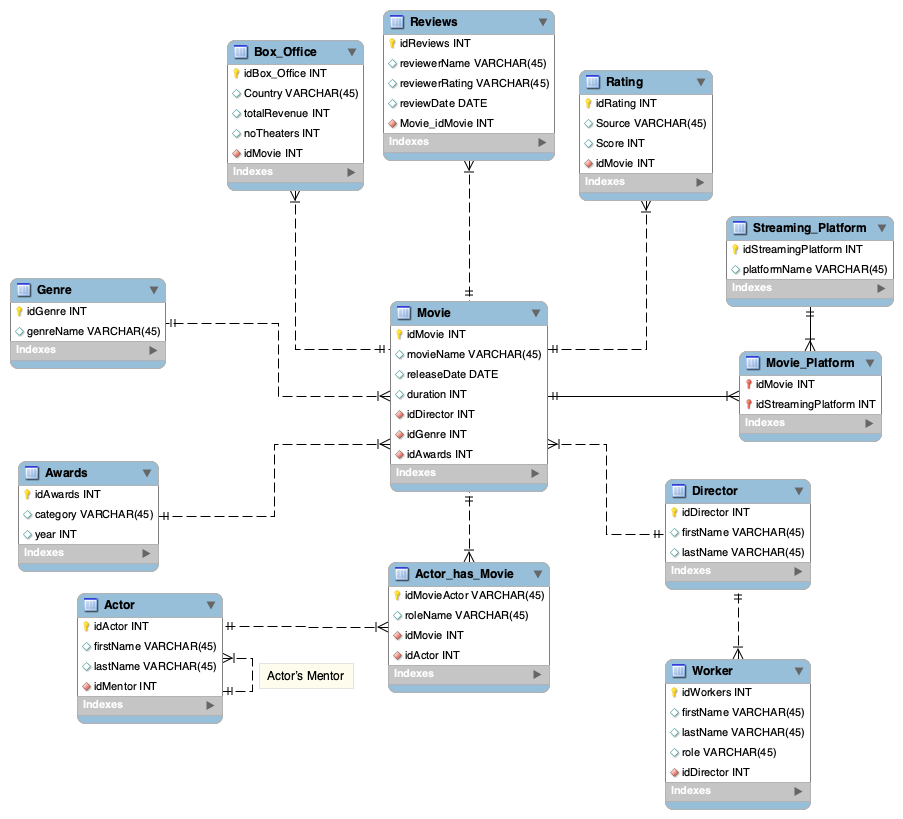 Reviews
idReviews INT
reviewerName VARCHAR(45)
reviewerRating VARCHAR(45)
reviewDate DATE
Movie_idMovie INT
Indexes
Box_Office
idBox_Office INT
Country VARCHAR(45)
totalRevenue INT
noTheaters INT
idMovie INT
Indexes
Rating
idRating INT
Source VARCHAR(45)
Score INT
idMovie INT
Indexes
Streaming_Platform
idStreamingPlatform INT
platformName VARCHAR(45)
Indexes
Genre
idGenre INT
genreName VARCHAR(45)
Indexes
Movie
idMovie INT
movieName VARCHAR(45)
releaseDate DATE
duration INT
idDirector INT
idGenre INT
idAwards INT
Indexes
Movie_Platform
idMovie INT
idStreamingPlatform INT
Indexes
Awards
idAwards INT
category VARCHAR(45)
year INT
Indexes
Director
idDirector INT
firstName VARCHAR(45)
lastName VARCHAR(45)
Indexes
Actor_has_Movie
idMovieActor VARCHAR(45)
roleName VARCHAR(45)
idMovie INT
idActor INT
Indexes
Actor
idActor INT
firstName VARCHAR(45)
lastName VARCHAR(45)
idMentor INT
Indexes
Actor's Mentor
Worker
idWorkers INT
firstName VARCHAR(45)
lastName VARCHAR(45)
role VARCHAR(45)
idDirector INT
Indexes